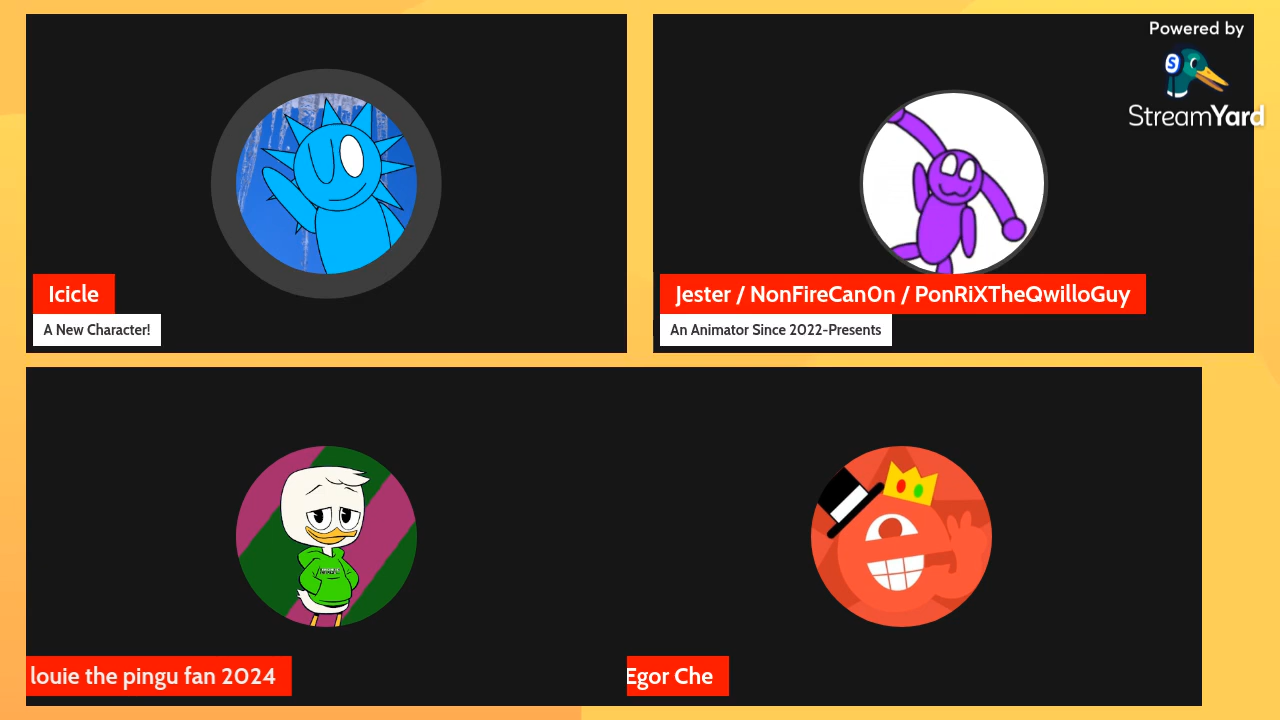 Powered by
StreamYard
Icicle
A New Character!
Jester / NonFireCan0n / PonRiXTheQwilloGuy
An Animator Since 2022-Presents
louie the pingu fan 2024
Egor Che